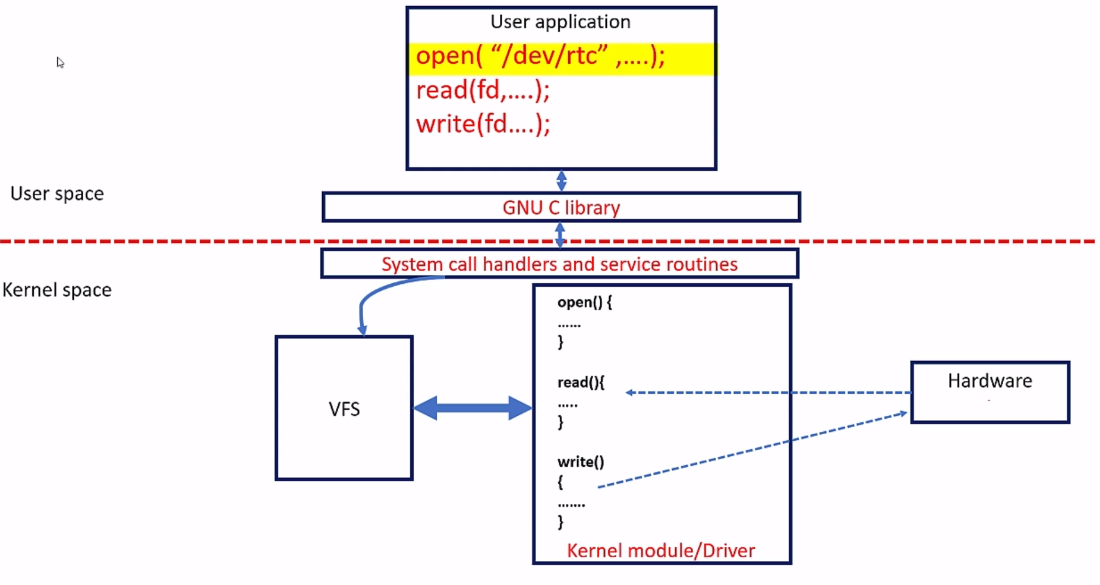 User application
open( “/dev/rtc” ,....);
read(fd,....);
write(fd....);
User space
GNU C library
System call handlers and service routines
Kernel space
open() {
......
}
read(){
.....
}
write()
{
.......
}
Kernel module/Driver
VFS
Hardware